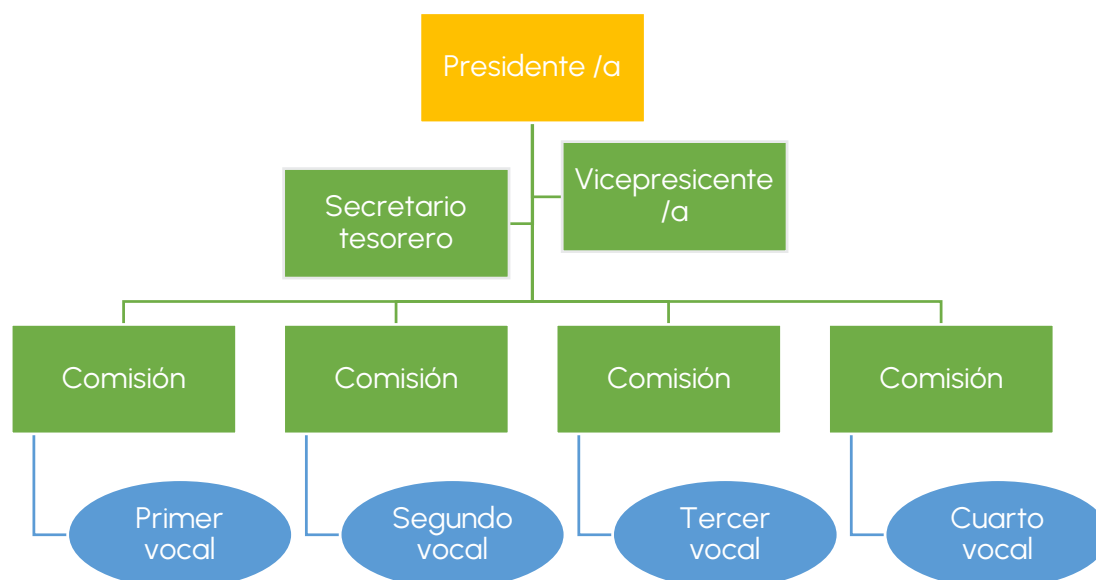 Presidente /a
Vicepresicente
/a
Secretario
tesorero
Comisión
Comisión
Comisión
Comisión
Primer
vocal
Segundo
vocal
Tercer
vocal
Cuarto
vocal